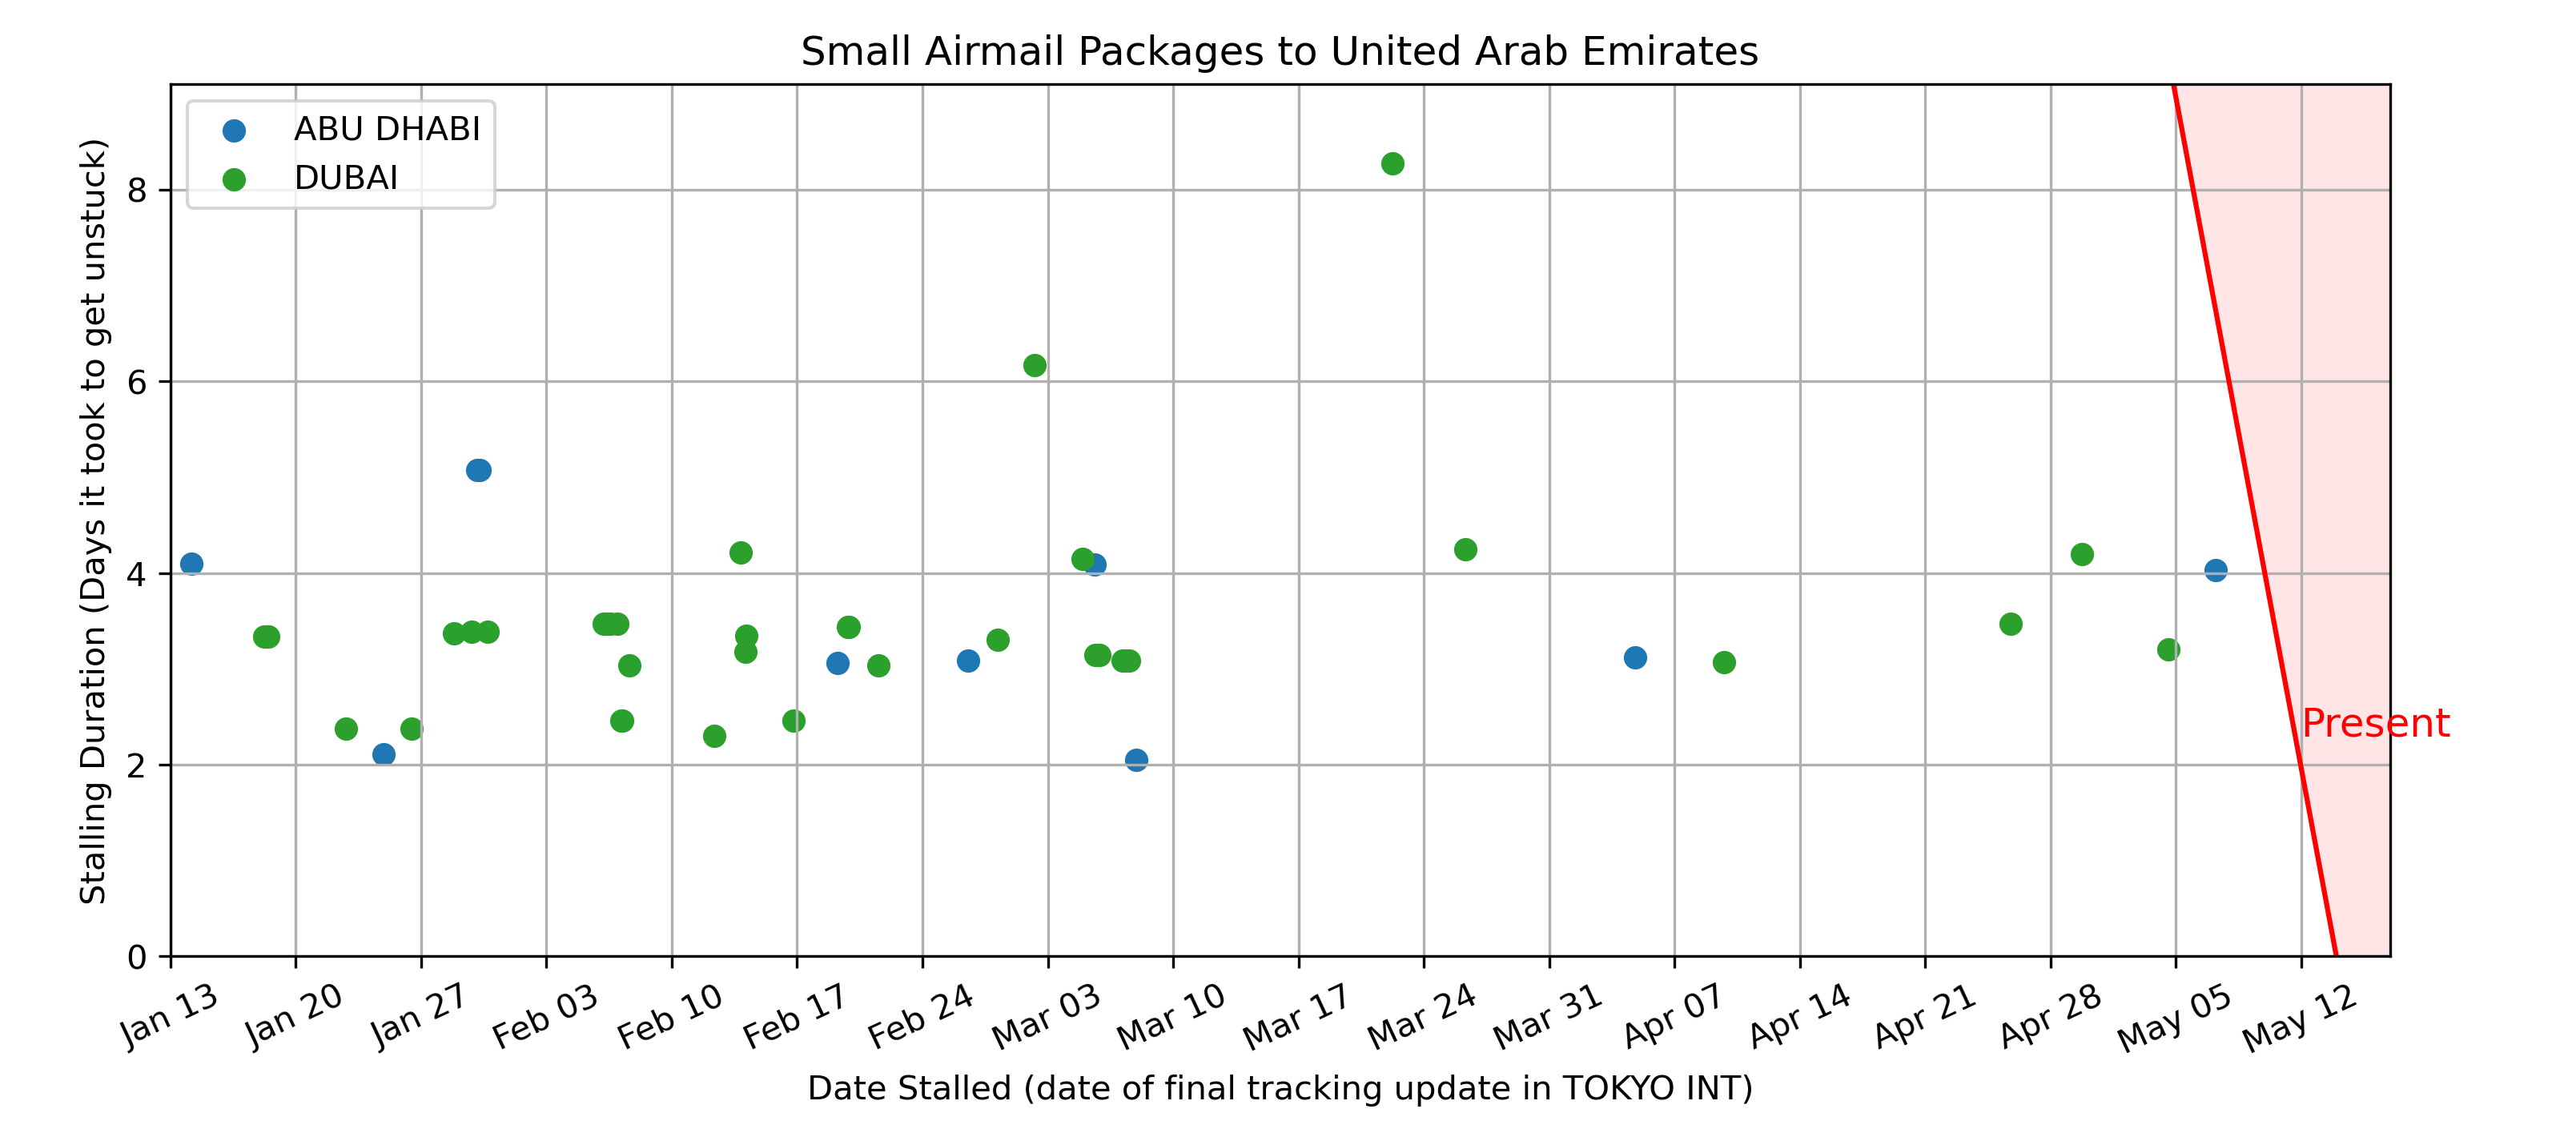 Small Airmail Packages to United Arab Emirates
ABU DHABI
DUBAI
Stalling Duration (Days it took to get unstuck)
8
6
4
2
0
Present
Jan 13
Jan 20
Jan 27
Feb 03
Feb 10
Feb 17
Feb 24
Mar 03
Mar 10
Mar 17
Mar 24
Mar 31
Apr 07
Apr 14
Apr 21
Apr 28
May 05
May 12
Date Stalled (date of final tracking update in TOKYO INT)